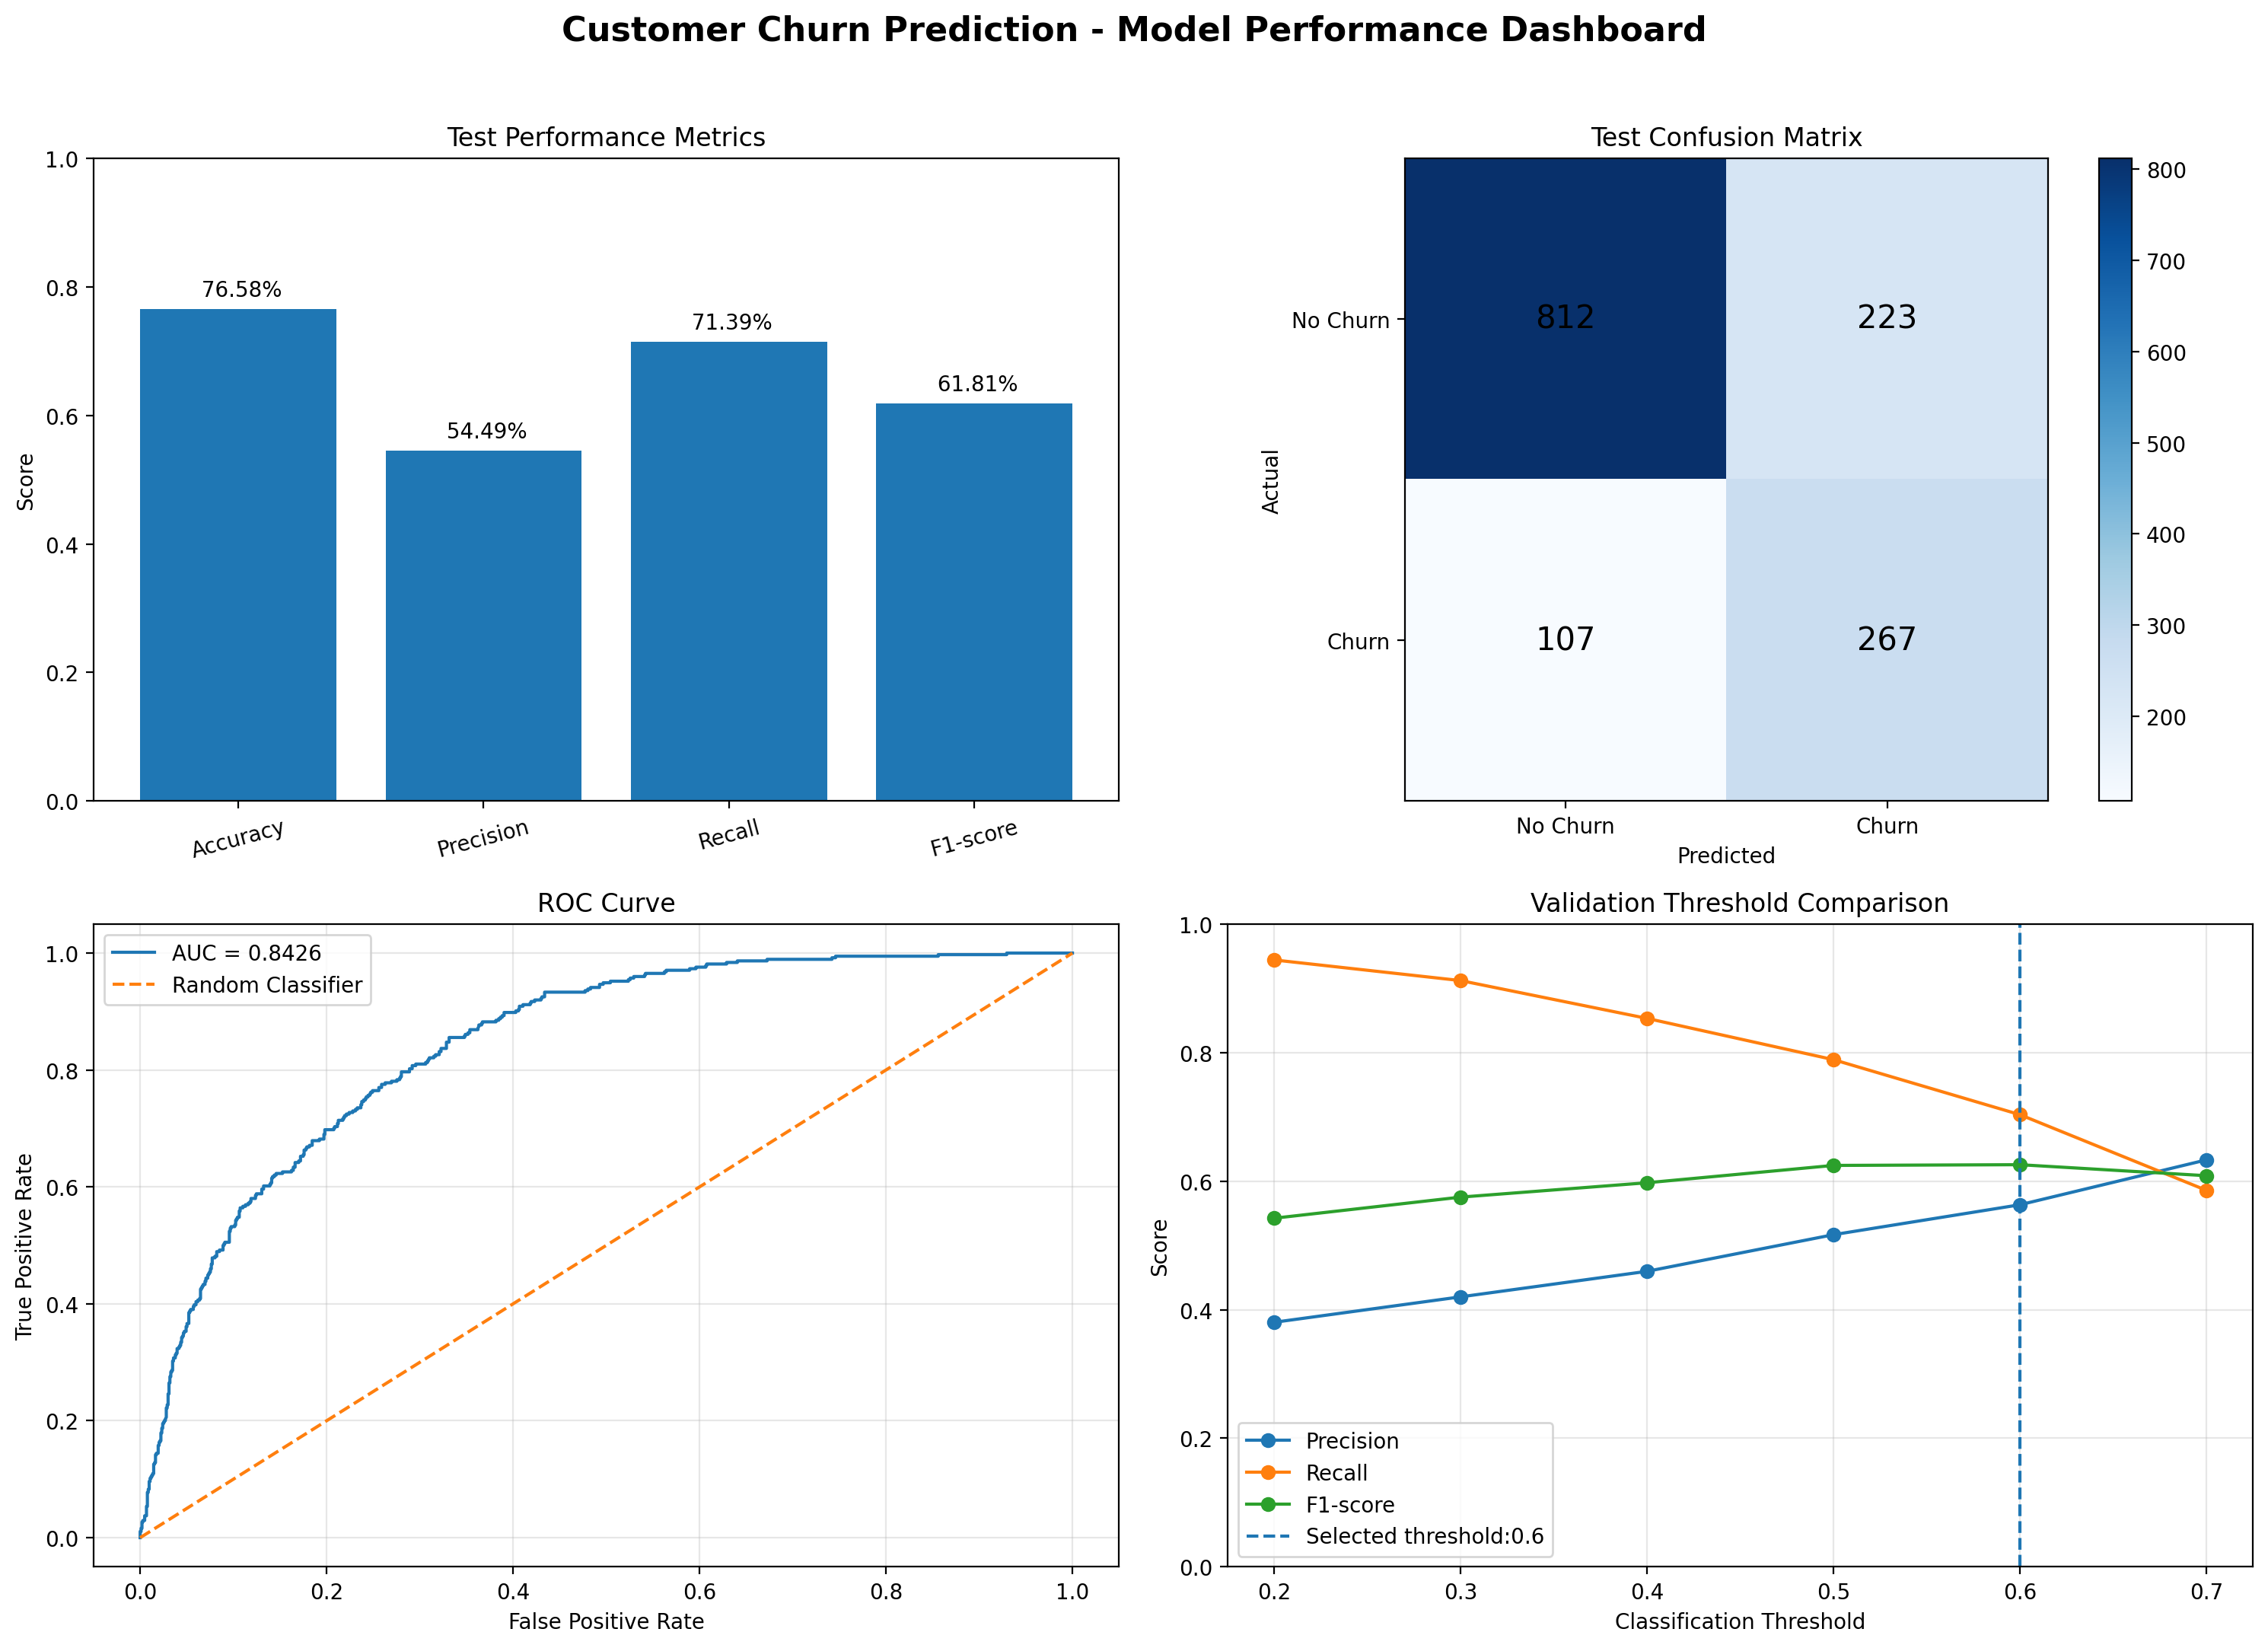 Customer Churn Prediction - Model Performance Dashboard
Test Performance Metrics
1.0
0.8
0.6
0.4
0.2
0.0
Score
76.58%
54.49%
71.39%
61.81%
Accuracy
Precision
Recall
F1-score
Test Confusion Matrix
No Churn
Churn
Actual
812
223
107
267
No Churn
Churn
Predicted
800
700
600
500
400
300
200
ROC Curve
AUC = 0.8426
Random Classifier
1.0
0.8
0.6
0.4
0.2
0.0
True Positive Rate
0.0
0.2
0.4
0.6
0.8
1.0
False Positive Rate
Validation Threshold Comparison
1.0
0.8
0.6
0.4
0.2
0.0
Score
Precision
Recall
F1-score
Selected threshold:0.6
0.2
0.3
0.4
0.5
0.6
0.7
Classification Threshold